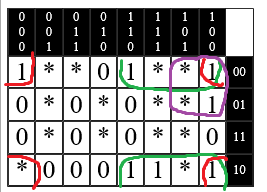 0 0 0 0 1 1 1 1
0 0 1 1 1 1 0 0
0 1 1 0 0 1 1 0
1 * * 0 1 * * 1 00
0 * 0 * 0 * * 1 01
0 * 0 * 0 * * 0 11
* 0 0 0 1 1 * 1 10